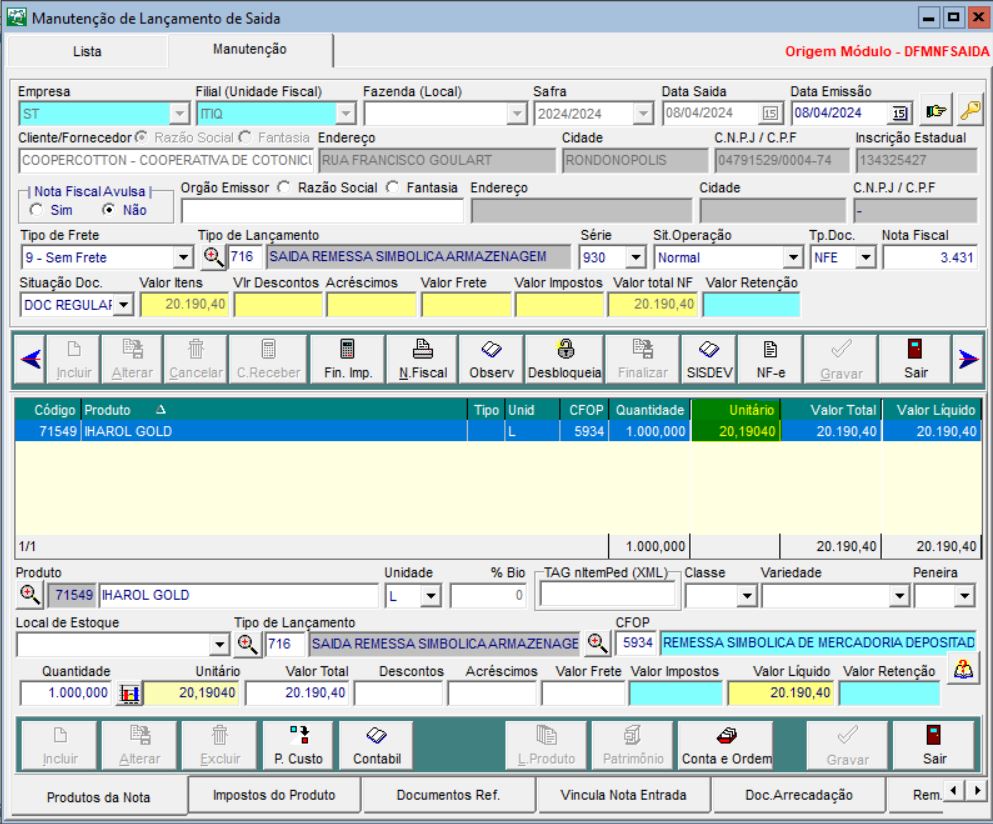 Manutenção de Lançamento de Saida
Lista Manutenção Origem Módulo - DFMNFSAIDA
Empresa Filial (Unidade Fiscal) Fazenda (Local) Safra Data Saida Data Emissão
ST ITIQ 2024/2024 08/04/2024 15 08/04/2024 15
Cliente/Fornecedor Razão Social Fantasia Endereço Cidade C.N.P.J / C.P.F Inscrição Estadual
COOPERCOTTON - COOPERATIVA DE COTONICU RUA FRANCISCO GOULART RONDONOPOLIS 04791529/0004-74 134325427
Nota Fiscal Avulsa Orgão Emissor Razão Social Fantasia Endereço Cidade C.N.P.J / C.P.F
Sim Não -
Tipo de Frete Tipo de Lançamento Série Sit.Operação Tp.Doc. Nota Fiscal
9 - Sem Frete 716 SAIDA REMESSA SIMBOLICA ARMAZENAGEM 930 Normal NFE 3.431
Situação Doc. Valor Itens Vlr Descontos Acréscimos Valor Frete Valor Impostos Valor total NF Valor Retenção
DOC REGULAR 20.190,40 20.190,40
Incluir Alterar Cancelar C.Receber Fin. Imp. N.Fiscal Observ Desbloqueia Finalizar SISDEV NF-e Gravar Sair
Código Produto Tipo Unid CFOP Quantidade Unitário Valor Total Valor Líquido
71549 IHAROL GOLD L 5934 1.000,000 20,19040 20.190,40 20.190,40
1/1 1.000,000 20.190,40 20.190,40
Produto Unidade % Bio TAG nItemPed (XML) Classe Variedade Peneira
71549 IHAROL GOLD L 0
Local de Estoque Tipo de Lançamento CFOP
716 SAIDA REMESSA SIMBOLICA ARMAZENAGE 5934 REMESSA SIMBOLICA DE MERCADORIA DEPOSITAD
Quantidade Unitário Valor Total Descontos Acréscimos Valor Frete Valor Impostos Valor Líquido Valor Retenção
1.000,000 20,19040 20.190,40 20.190,40
Incluir Alterar Excluir P. Custo Contabil L.Produto Patrimônio Conta e Ordem Gravar Sair
Produtos da Nota Impostos do Produto Documentos Ref. Vincula Nota Entrada Doc.Arrecadação Rem.